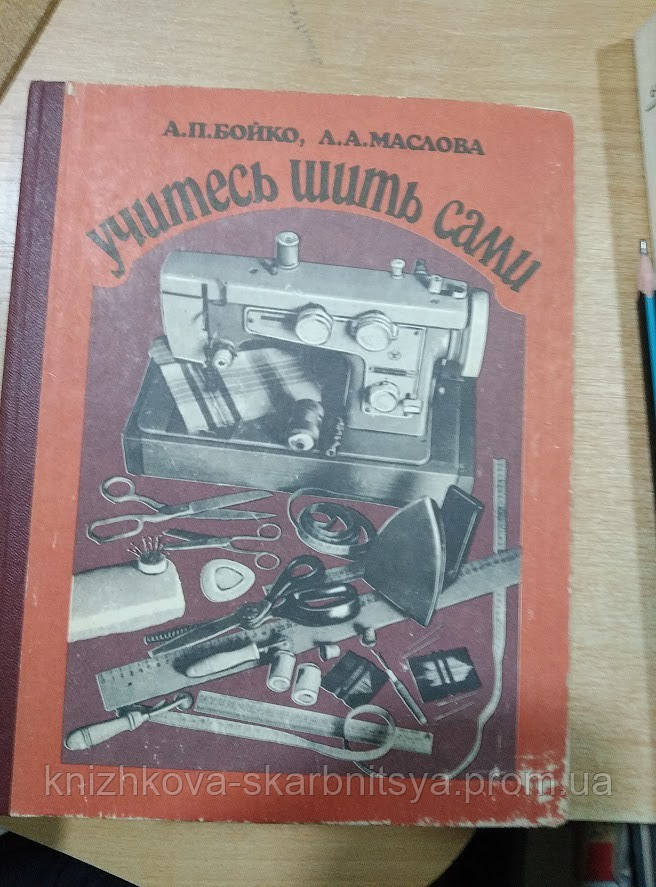 А.П.БОЙКО, А.А.МАСЛОВА
учитесь шить сами
knizhkova-skarbnitsya.prom.ua